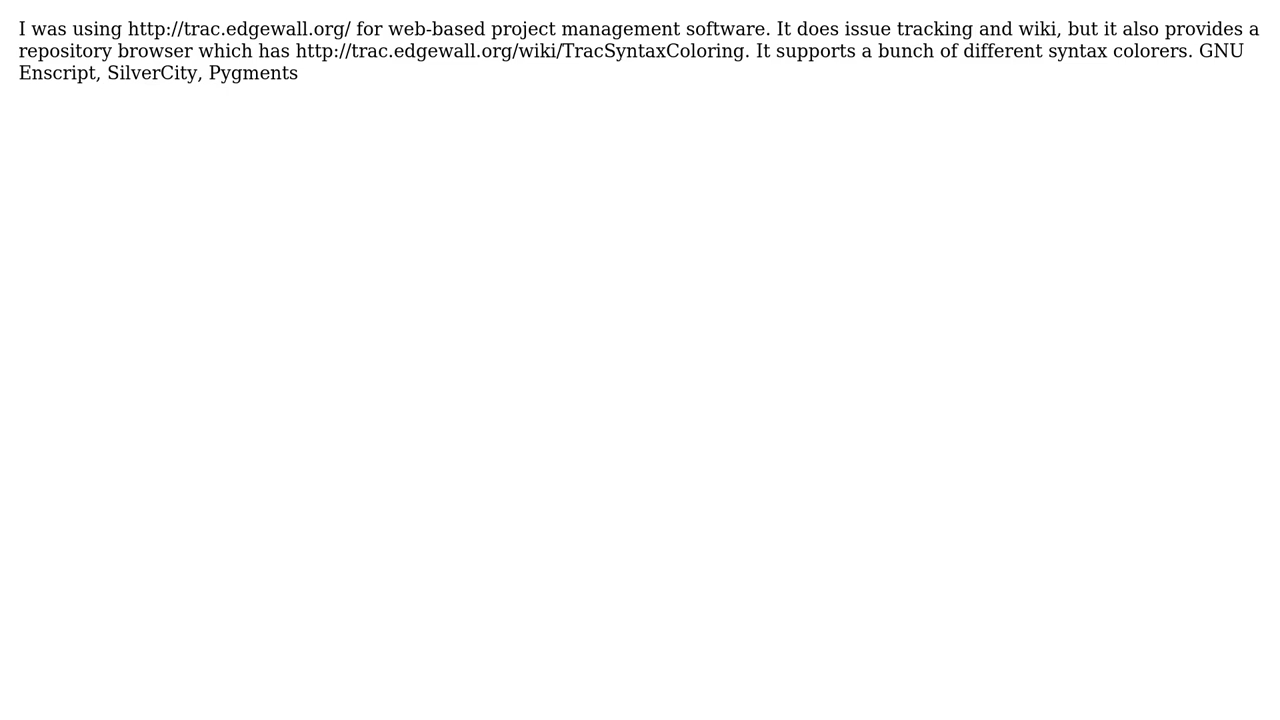 I was using http://trac.edgewall.org/ for web-based project management software. It does issue tracking and wiki, but it also provides a
repository browser which has http://trac.edgewall.org/wiki/TracSyntaxColoring. It supports a bunch of different syntax colorers. GNU
Enscript, SilverCity, Pygments